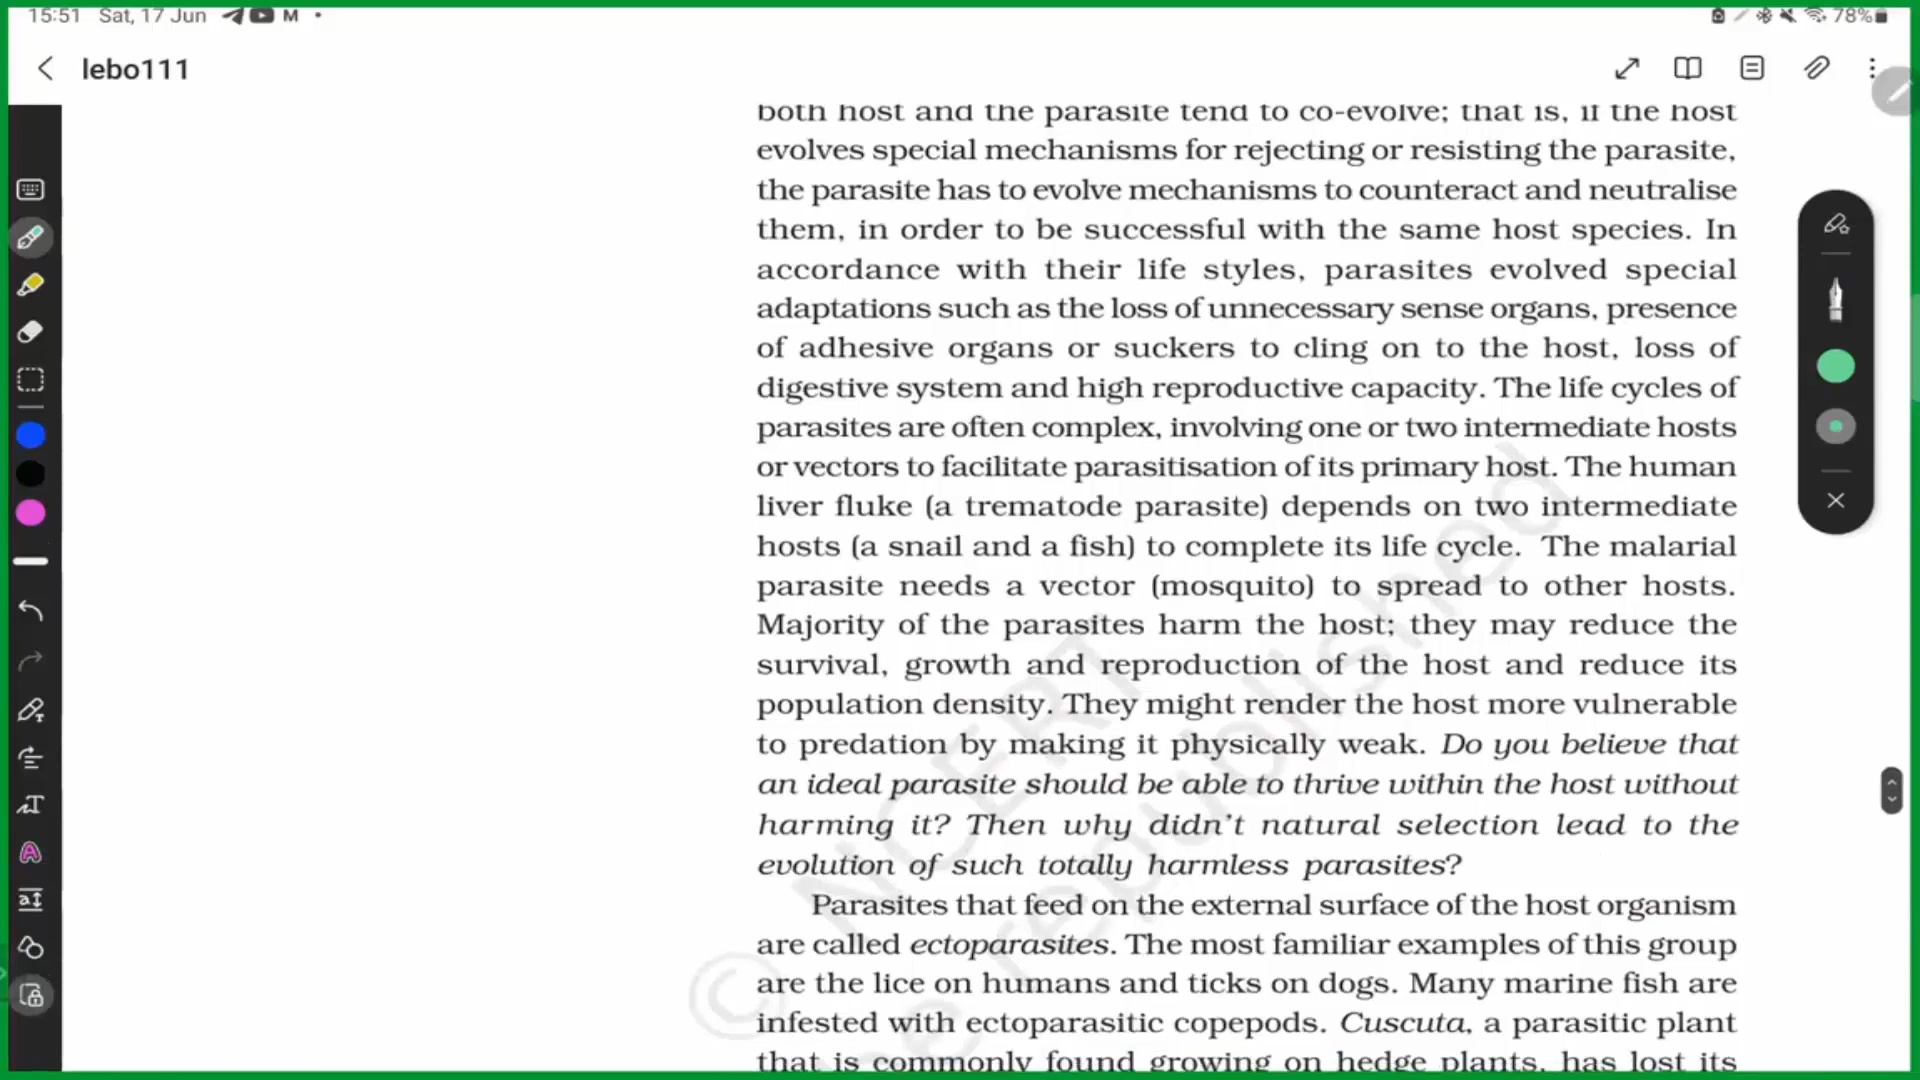 15:51 Sat, 17 Jun M •
78%
lebo111
both host and the parasite tend to co-evolve; that is, if the host
evolves special mechanisms for rejecting or resisting the parasite,
the parasite has to evolve mechanisms to counteract and neutralise
them, in order to be successful with the same host species. In
accordance with their life styles, parasites evolved special
adaptations such as the loss of unnecessary sense organs, presence
of adhesive organs or suckers to cling on to the host, loss of
digestive system and high reproductive capacity. The life cycles of
parasites are often complex, involving one or two intermediate hosts
or vectors to facilitate parasitisation of its primary host. The human
liver fluke (a trematode parasite) depends on two intermediate
hosts (a snail and a fish) to complete its life cycle. The malarial
parasite needs a vector (mosquito) to spread to other hosts.
Majority of the parasites harm the host; they may reduce the
survival, growth and reproduction of the host and reduce its
population density. They might render the host more vulnerable
to predation by making it physically weak. Do you believe that
an ideal parasite should be able to thrive within the host without
harming it? Then why didn't natural selection lead to the
evolution of such totally harmless parasites?
Parasites that feed on the external surface of the host organism
are called ectoparasites. The most familiar examples of this group
are the lice on humans and ticks on dogs. Many marine fish are
infested with ectoparasitic copepods. Cuscuta, a parasitic plant
that is commonly found growing on hedge plants, has lost its
© NCERT
republished